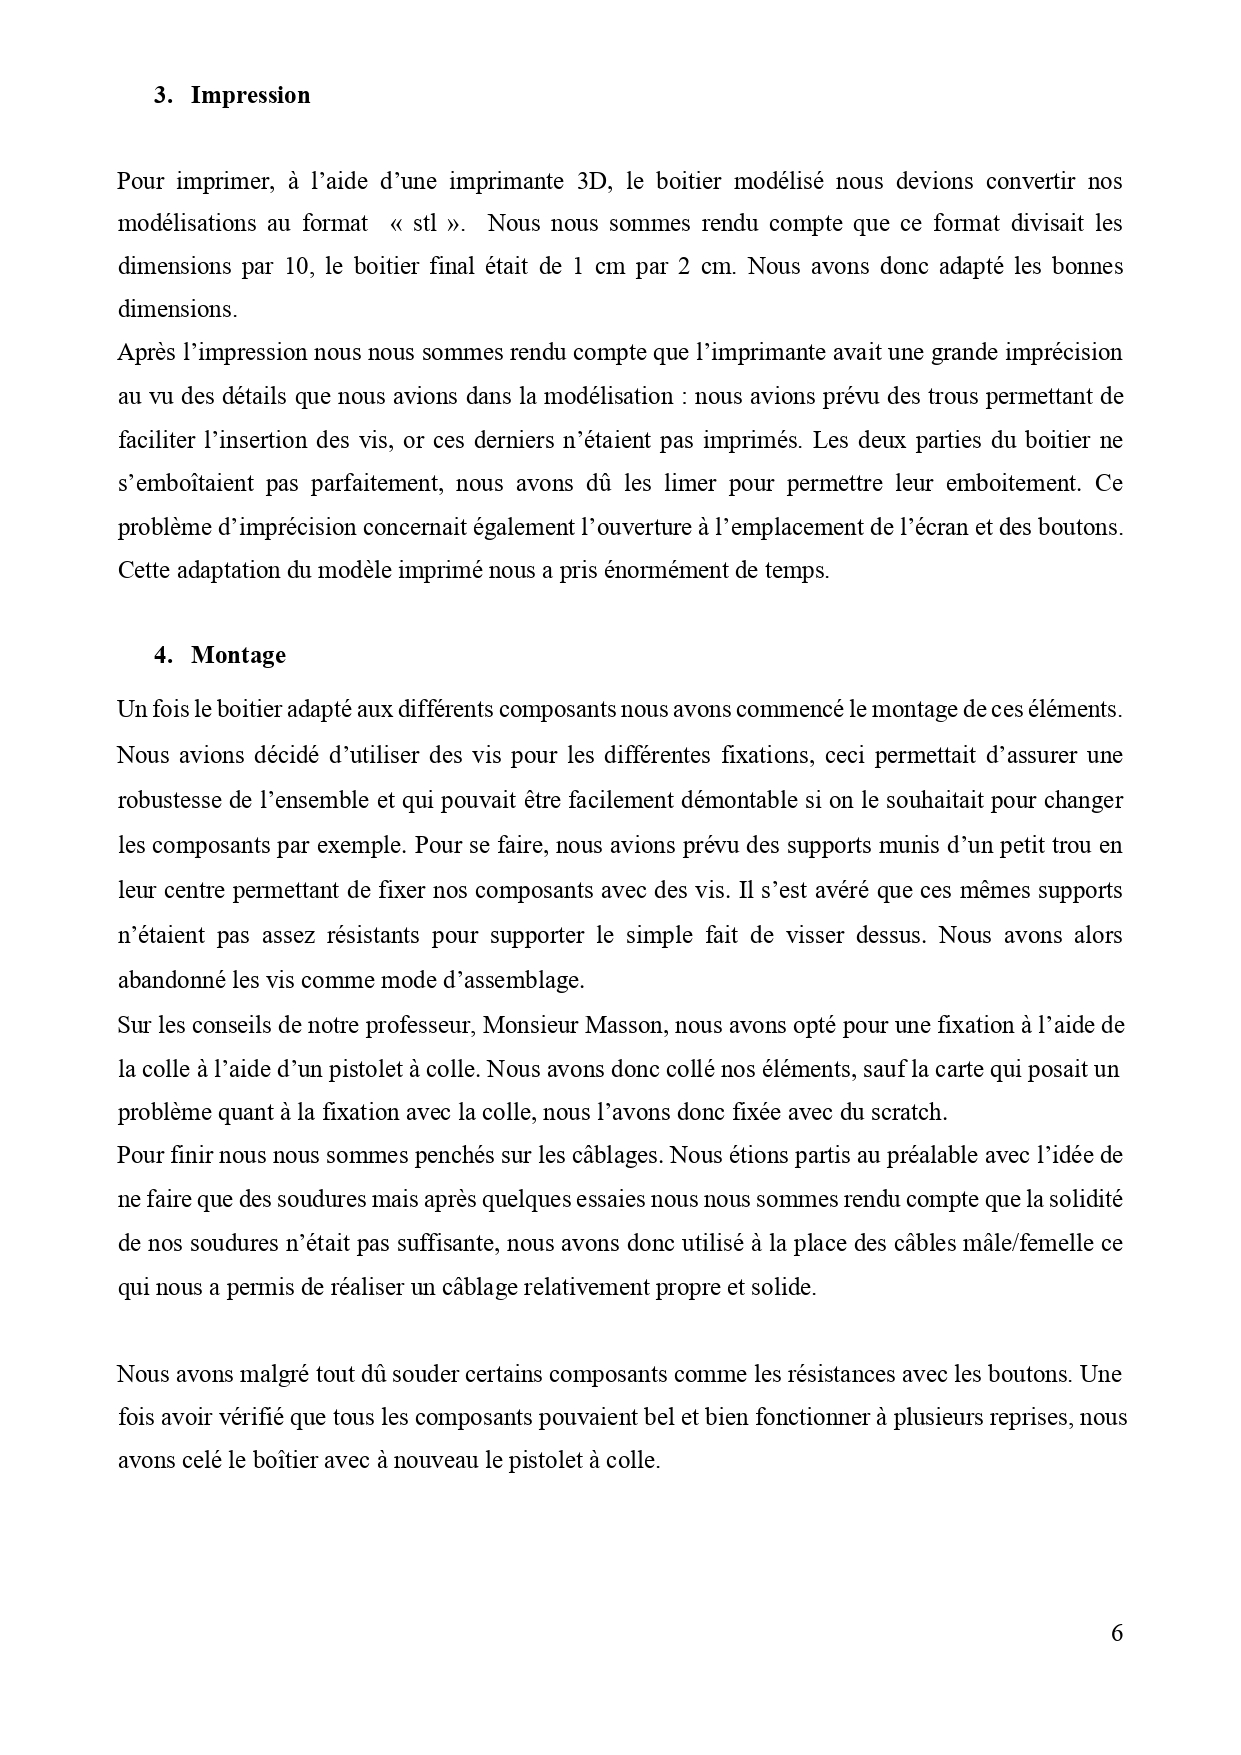 3. Impression
Pour imprimer, à l’aide d’une imprimante 3D, le boitier modélisé nous devions convertir nos
modélisations au format « stl ». Nous nous sommes rendu compte que ce format divisait les
dimensions par 10, le boitier final était de 1 cm par 2 cm. Nous avons donc adapté les bonnes
dimensions.
Après l’impression nous nous sommes rendu compte que l’imprimante avait une grande imprécision
au vu des détails que nous avions dans la modélisation : nous avions prévu des trous permettant de
faciliter l’insertion des vis, or ces derniers n’étaient pas imprimés. Les deux parties du boitier ne
s’emboîtaient pas parfaitement, nous avons dû les limer pour permettre leur emboitement. Ce
problème d’imprécision concernait également l’ouverture à l’emplacement de l’écran et des boutons.
Cette adaptation du modèle imprimé nous a pris énormément de temps.
4. Montage
Un fois le boitier adapté aux différents composants nous avons commencé le montage de ces éléments.
Nous avions décidé d’utiliser des vis pour les différentes fixations, ceci permettait d’assurer une
robustesse de l’ensemble et qui pouvait être facilement démontable si on le souhaitait pour changer
les composants par exemple. Pour se faire, nous avions prévu des supports munis d’un petit trou en
leur centre permettant de fixer nos composants avec des vis. Il s’est avéré que ces mêmes supports
n’étaient pas assez résistants pour supporter le simple fait de visser dessus. Nous avons alors
abandonné les vis comme mode d’assemblage.
Sur les conseils de notre professeur, Monsieur Masson, nous avons opté pour une fixation à l’aide de
la colle à l’aide d’un pistolet à colle. Nous avons donc collé nos éléments, sauf la carte qui posait un
problème quant à la fixation avec la colle, nous l’avons donc fixée avec du scratch.
Pour finir nous nous sommes penchés sur les câblages. Nous étions partis au préalable avec l’idée de
ne faire que des soudures mais après quelques essaies nous nous sommes rendu compte que la solidité
de nos soudures n’était pas suffisante, nous avons donc utilisé à la place des câbles mâle/femelle ce
qui nous a permis de réaliser un câblage relativement propre et solide.
Nous avons malgré tout dû souder certains composants comme les résistances avec les boutons. Une
fois avoir vérifié que tous les composants pouvaient bel et bien fonctionner à plusieurs reprises, nous
avons celé le boîtier avec à nouveau le pistolet à colle.
6